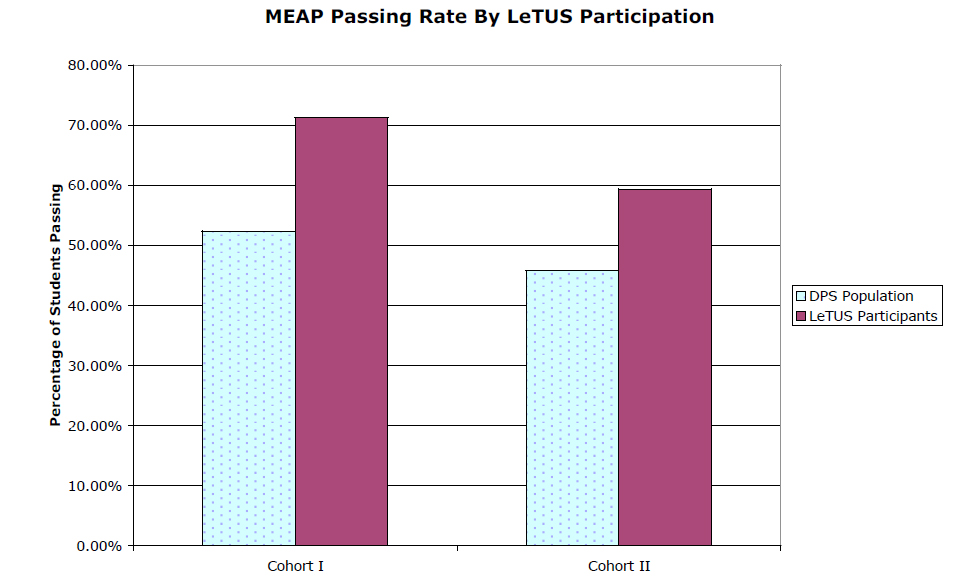 MEAP Passing Rate By LeTUS Participation
80.00%
70.00%
60.00%
50.00%
40.00%
30.00%
20.00%
10.00%
0.00%
Percentage of Students Passing
Cohort I
Cohort II
DPS Population
LeTUS Participants